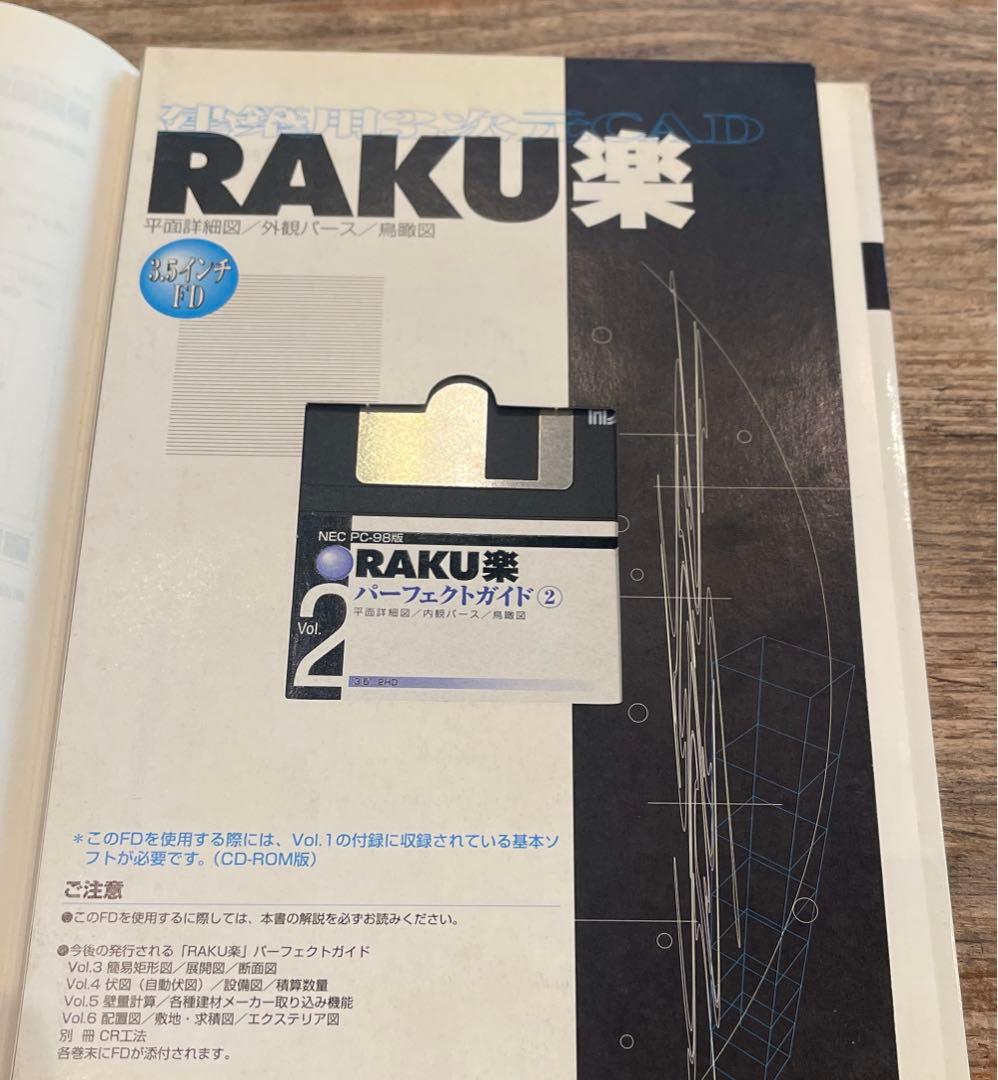 建築用3次元CAD
RAKU楽
平面詳細図／外観パース／鳥瞰図
3.5インチ
FD
NEC PC-98版
RAKU楽
パーフェクトガイド②
平面詳細図／内観パース／鳥瞰図
Vol.
2
3.5" 2HD
＊このFDを使用する際には、Vol.1の付録に収録されている基本ソ
フトが必要です。(CD-ROM版)
ご注意
●このFDを使用するに際しては、本書の解説を必ずお読みください。
●今後の発行される「RAKU楽」パーフェクトガイド
Vol.3 簡易矩形図／展開図／断面図
Vol.4 伏図（自動伏図）／設備図／積算数量
Vol.5 壁量計算／各種建材メーカー取り込み機能
Vol.6 配置図／敷地・求積図／エクステリア図
別 冊 CR工法
各巻末にFDが添付されます。